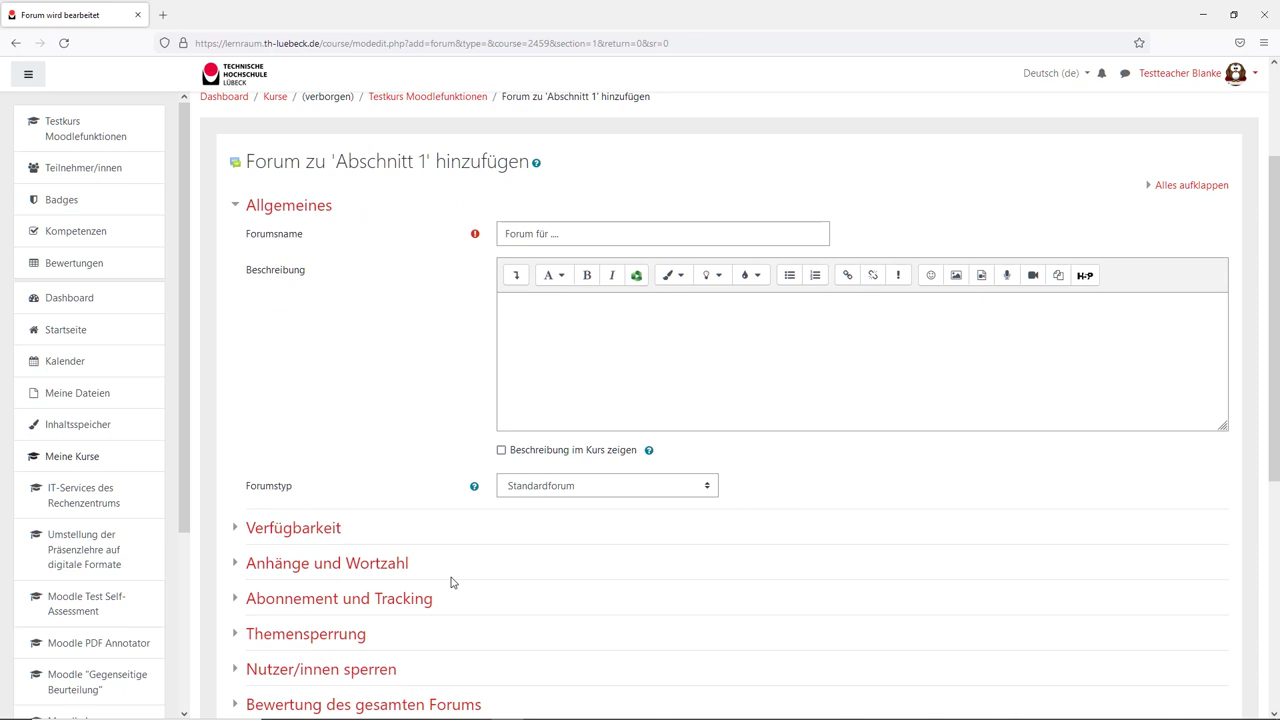 Forum wird bearbeitet
https://lernraum.th-luebeck.de/course/modedit.php?add=forum&type=&course=2499&section=1&return=0&sr=0
TECHNISCHE
HOCHSCHULE
LÜBECK
Deutsch (de)
Testteacher Blanke
Dashboard / Kurse / (verborgen) / Testkurs Moodlefunktionen / Forum zu 'Abschnitt 1' hinzufügen
Testkurs
Moodlefunktionen
Teilnehmer/innen
Badges
Kompetenzen
Bewertungen
Dashboard
Startseite
Kalender
Meine Dateien
Inhaltsspeicher
Meine Kurse
IT-Services des
Rechenzentrums
Umstellung der
Präsenzlehre auf
digitale Formate
Moodle Test Self-
Assessment
Moodle PDF Annotator
Moodle "Gegenseitige
Beurteilung"
Forum zu 'Abschnitt 1' hinzufügen
Alles aufklappen
Allgemeines
Forumsname
Forum für ....
Beschreibung
A B I H-P
Beschreibung im Kurs zeigen
Forumstyp
Standardforum
Verfügbarkeit
Anhänge und Wortzahl
Abonnement und Tracking
Themensperrung
Nutzer/innen sperren
Bewertung des gesamten Forums